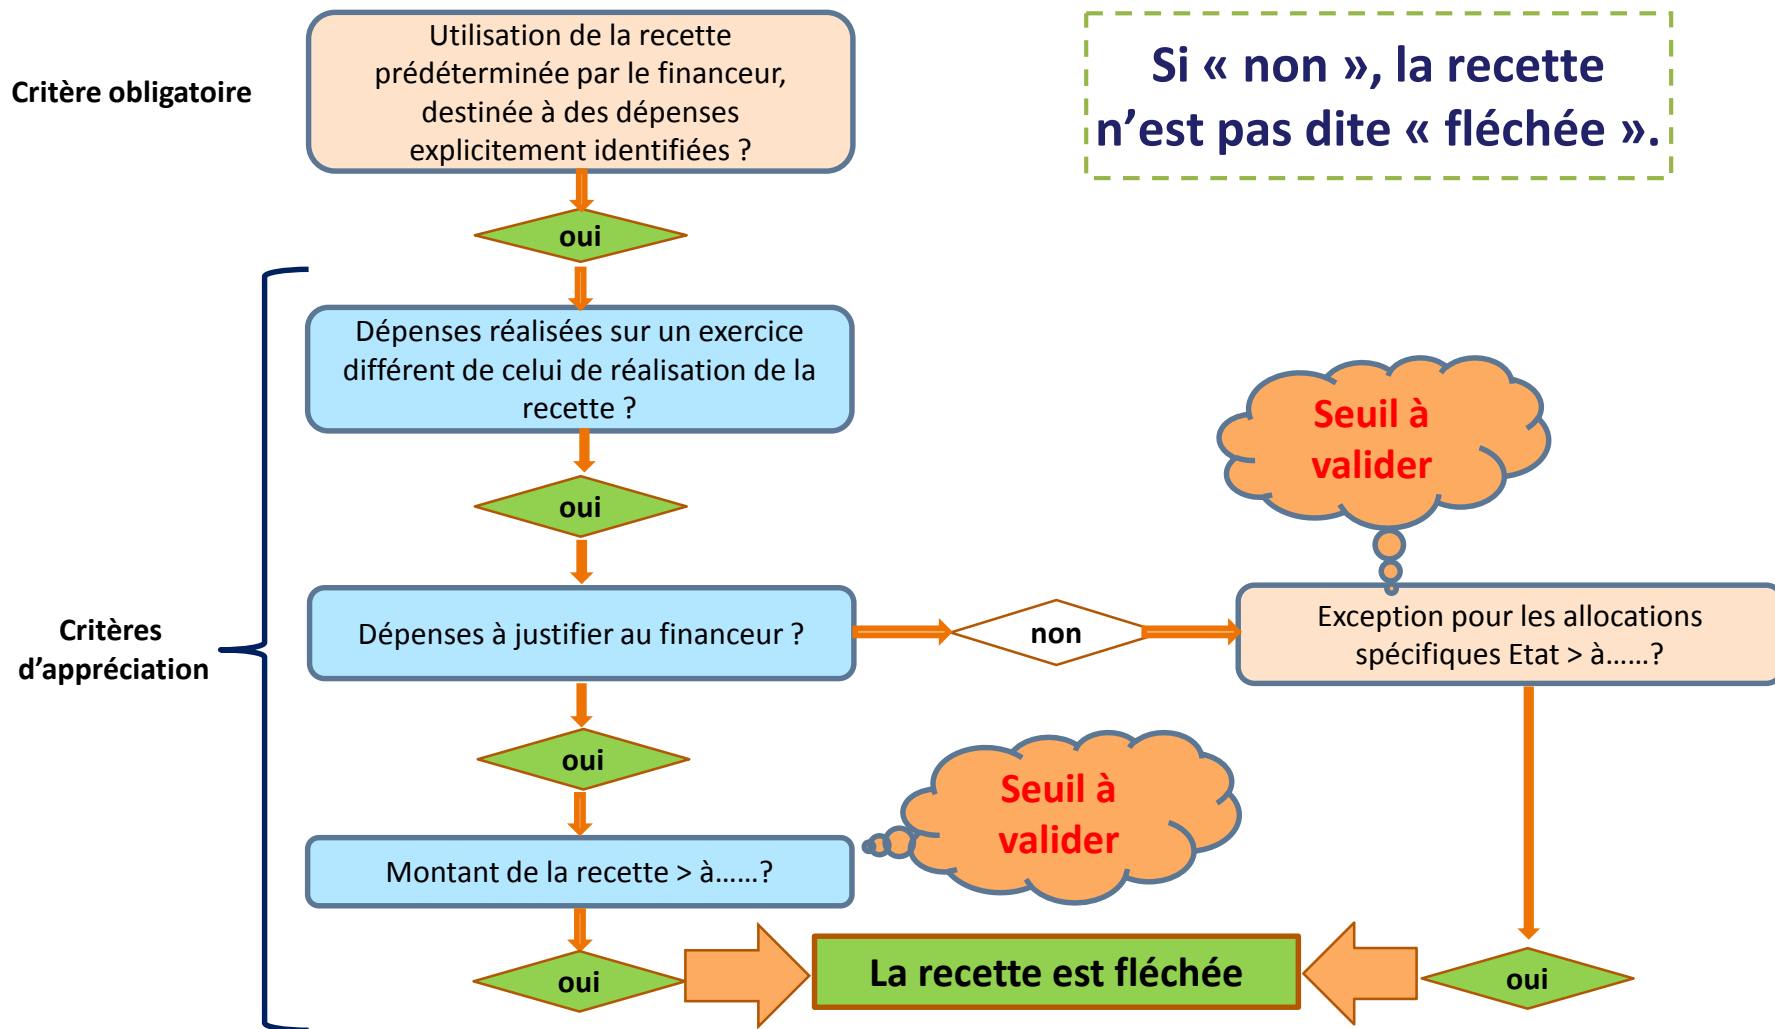 Utilisation de la recette
prédéterminée par le financeur,
destinée à des dépenses
explicitement identifiées ?
Critère obligatoire
Si « non », la recette
n’est pas dite « fléchée ».
oui
Dépenses réalisées sur un exercice
différent de celui de réalisation de la
recette ?
oui
Seuil à
valider
Critères
d’appréciation
Dépenses à justifier au financeur ?
non
Exception pour les allocations
spécifiques Etat > à……?
oui
Seuil à
valider
Montant de la recette > à……?
oui
La recette est fléchée
oui